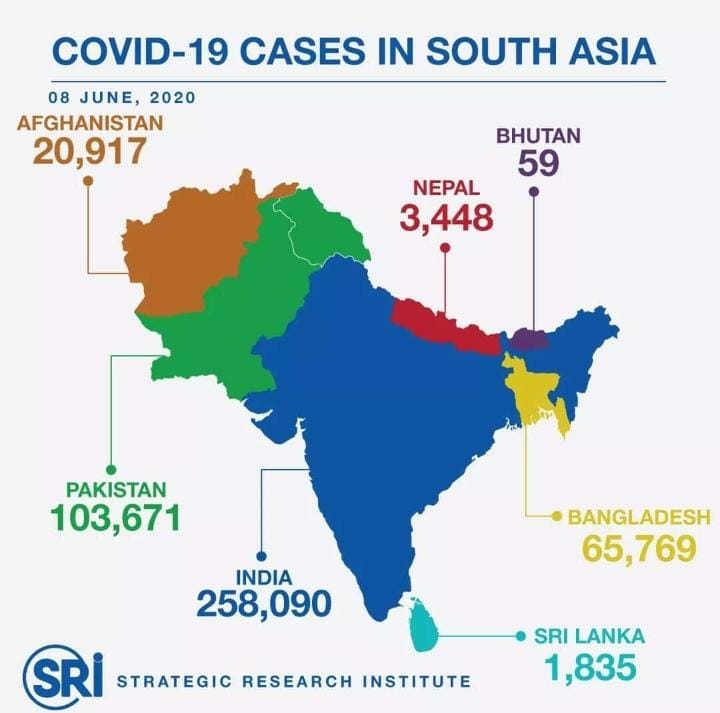 COVID-19 CASES IN SOUTH ASIA
08 JUNE, 2020
AFGHANISTAN
20,917
BHUTAN
59
NEPAL
3,448
PAKISTAN
103,671
BANGLADESH
65,769
INDIA
258,090
SRI LANKA
1,835
SRi STRATEGIC RESEARCH INSTITUTE